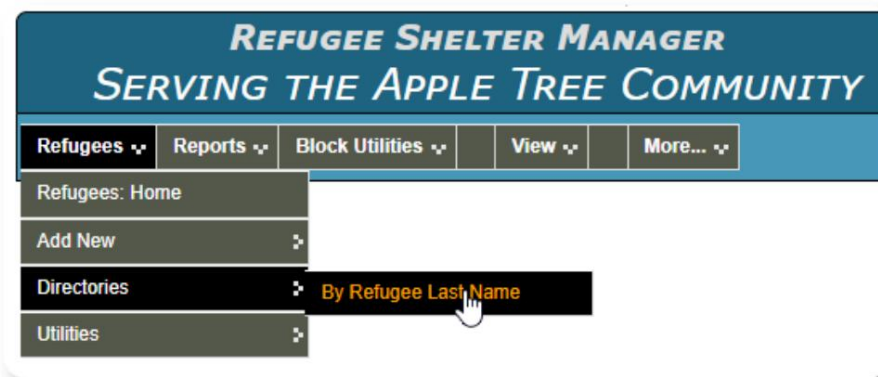 REFUGEE SHELTER MANAGER
SERVING THE APPLE TREE COMMUNITY
Refugees Reports Block Utilities View More...
Refugees: Home
Add New
Directories By Refugee Last Name
Utilities